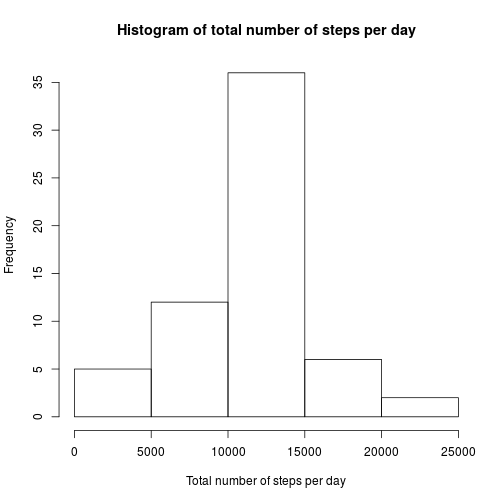 Histogram of total number of steps per day
Frequency
35
30
25
20
15
10
5
0
0 5000 10000 15000 20000 25000
Total number of steps per day